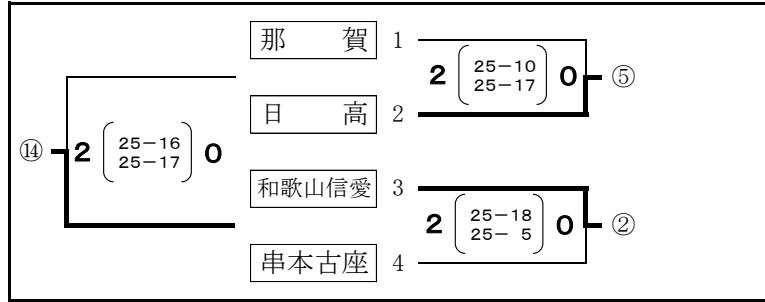 那　賀 1
2 25-10 0 ⑤
25-17
日　高 2
⑭ 2 25-16 0
25-17
和歌山信愛 3
2 25-18 0 ②
25- 5
串本古座 4